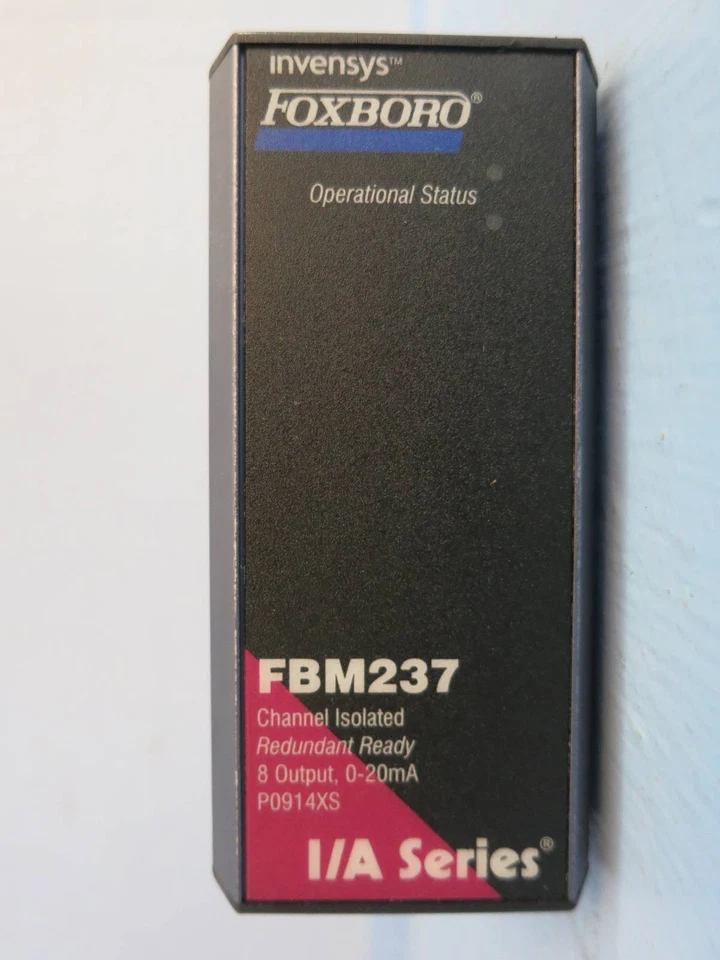 invensys™
FOXBORO®
Operational Status
FBM237
Channel Isolated
Redundant Ready
8 Output, 0-20mA
P0914XS
I/A Series®